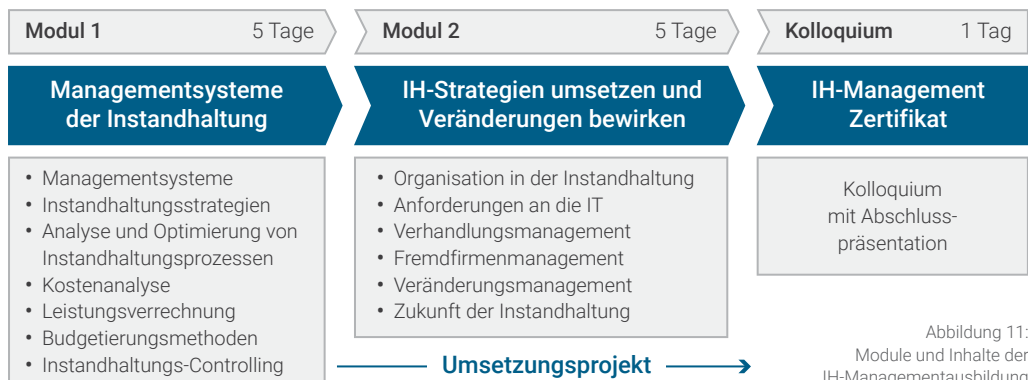 Modul 1 5 Tage
Managementsysteme
der Instandhaltung
• Managementsysteme
• Instandhaltungsstrategien
• Analyse und Optimierung von
Instandhaltungsprozessen
• Kostenanalyse
• Leistungsverrechnung
• Budgetierungsmethoden
• Instandhaltungs-Controlling
Modul 2 5 Tage
IH-Strategien umsetzen und
Veränderungen bewirken
• Organisation in der Instandhaltung
• Anforderungen an die IT
• Verhandlungsmanagement
• Fremdfirmenmanagement
• Veränderungsmanagement
• Zukunft der Instandhaltung
Umsetzungsprojekt
Kolloquium 1 Tag
IH-Management
Zertifikat
Kolloquium
mit Abschluss-
präsentation
Abbildung 11:
Module und Inhalte der
IH-Managementausbildung